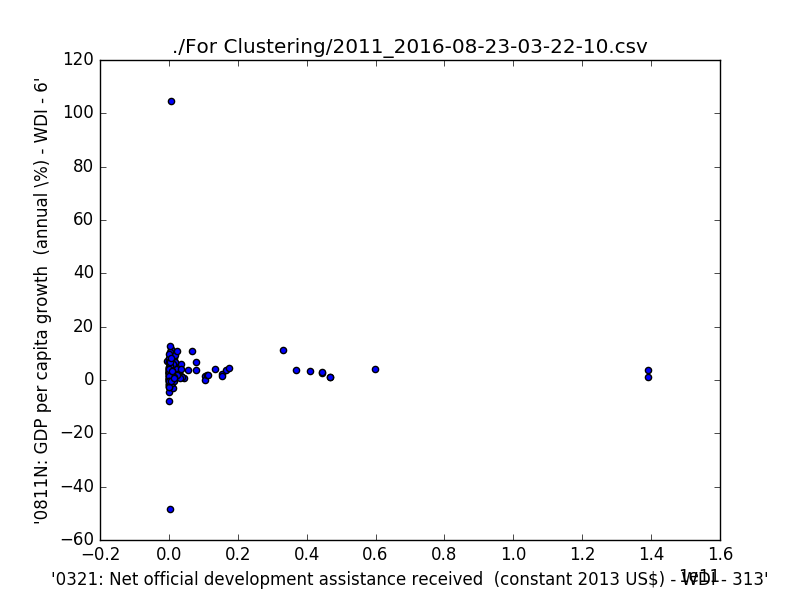 ./For Clustering/2011_2016-08-23-03-22-10.csv
'0811N: GDP per capita growth  (annual \%) - WDI - 6'
120
100
80
60
40
20
0
−20
−40
−60
−0.2 0.0 0.2 0.4 0.6 0.8 1.0 1.2 1.4 1.6
1e11
'0321: Net official development assistance received  (constant 2013 US$) - WDI - 313'